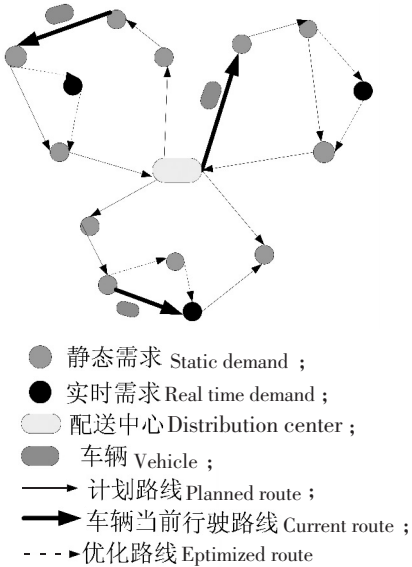 静态需求 Static demand ;
实时需求 Real time demand ;
配送中心 Distribution center ;
车辆 Vehicle ;
计划路线 Planned route ;
车辆当前行驶路线 Current route ;
优化路线 Eptimized route